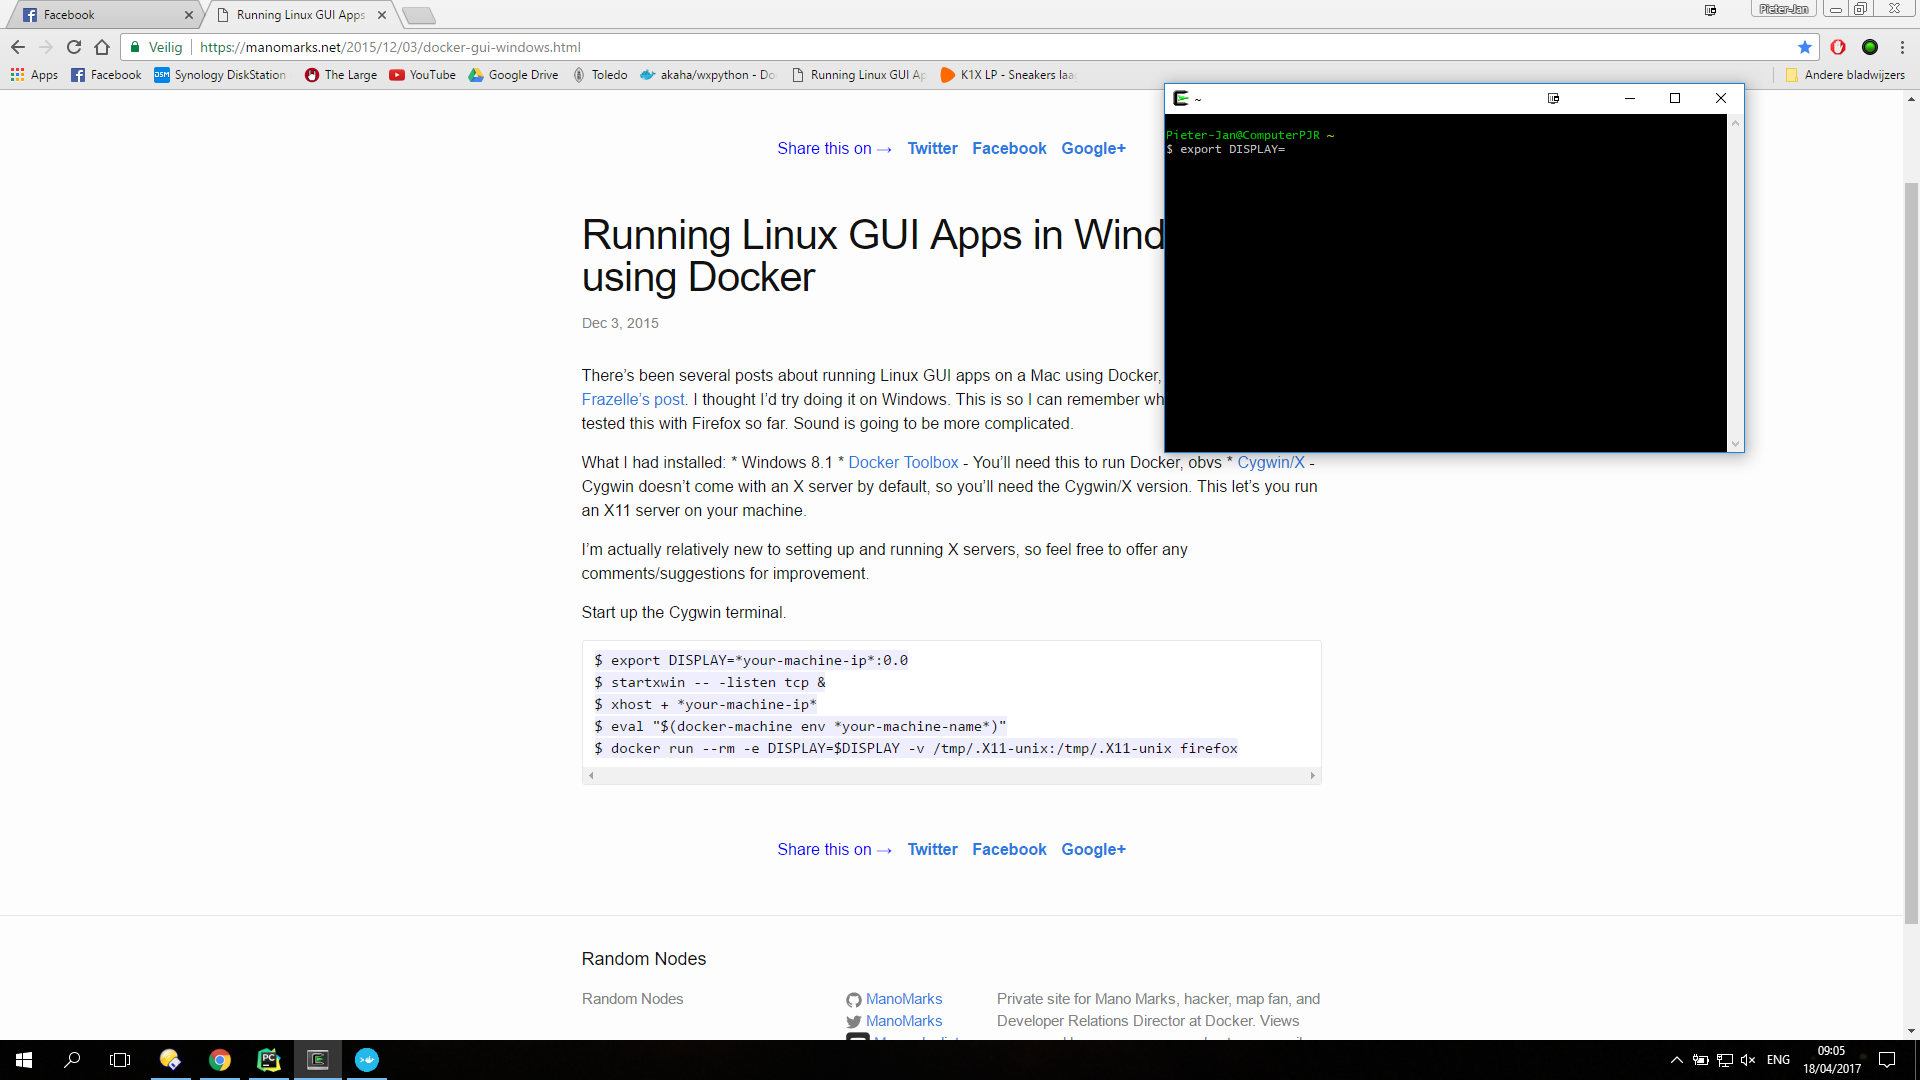 Facebook
Running Linux GUI Apps
Pieter-Jan
Veilig https://manomarks.net/2015/12/03/docker-gui-windows.html
Apps Facebook Synology DiskStation The Large YouTube Google Drive Toledo akaha/wxpython - Do Running Linux GUI Ap K1X LP - Sneakers laa Andere bladwijzers
~
Pieter-Jan@ComputerPJR ~
$ export DISPLAY=
Share this on → Twitter Facebook Google+
Running Linux GUI Apps in Wind
using Docker
Dec 3, 2015
There's been several posts about running Linux GUI apps on a Mac using Docker,
Frazelle's post. I thought I'd try doing it on Windows. This is so I can remember wh
tested this with Firefox so far. Sound is going to be more complicated.
What I had installed: * Windows 8.1 * Docker Toolbox - You'll need this to run Docker, obvs * Cygwin/X -
Cygwin doesn't come with an X server by default, so you'll need the Cygwin/X version. This let's you run
an X11 server on your machine.
I'm actually relatively new to setting up and running X servers, so feel free to offer any
comments/suggestions for improvement.
Start up the Cygwin terminal.
$ export DISPLAY=*your-machine-ip*:0.0
$ startxwin -- -listen tcp &
$ xhost + *your-machine-ip*
$ eval "$(docker-machine env *your-machine-name*)"
$ docker run --rm -e DISPLAY=$DISPLAY -v /tmp/.X11-unix:/tmp/.X11-unix firefox
Share this on → Twitter Facebook Google+
Random Nodes
Random Nodes
ManoMarks
ManoMarks
Private site for Mano Marks, hacker, map fan, and
Developer Relations Director at Docker. Views
ENG
09:05
18/04/2017